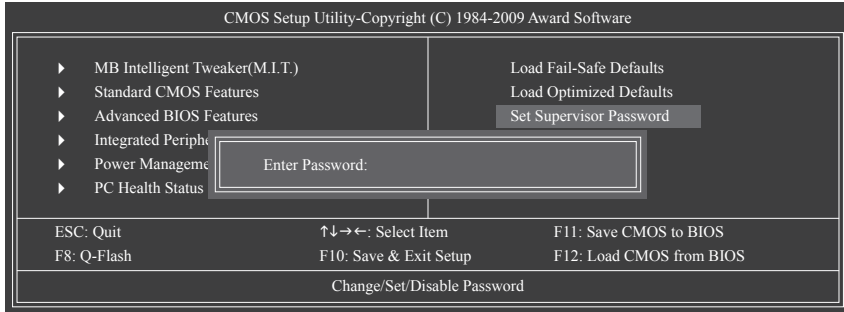 CMOS Setup Utility-Copyright (C) 1984-2009 Award Software
MB Intelligent Tweaker(M.I.T.)
Standard CMOS Features
Advanced BIOS Features
Integrated Periphe
Power Manageme
PC Health Status
Load Fail-Safe Defaults
Load Optimized Defaults
Set Supervisor Password
Enter Password:
ESC: Quit ↑↓→←: Select Item F11: Save CMOS to BIOS
F8: Q-Flash F10: Save & Exit Setup F12: Load CMOS from BIOS
Change/Set/Disable Password